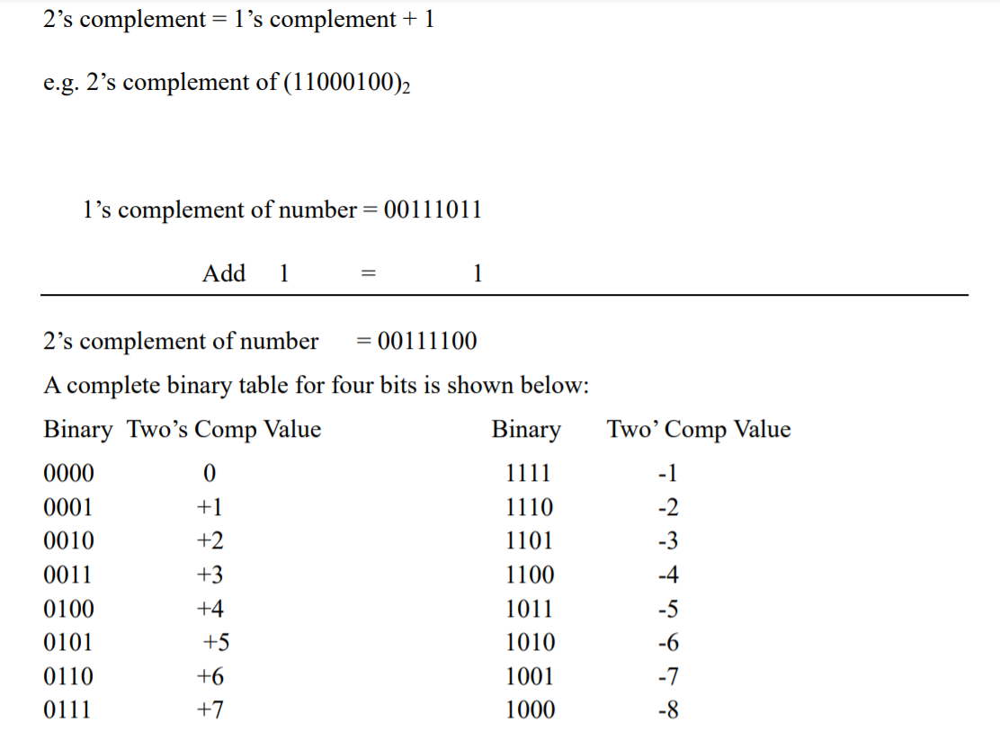 2’s complement = 1’s complement + 1
e.g. 2’s complement of (11000100)₂
1’s complement of number = 00111011
Add 1 = 1
2’s complement of number = 00111100
A complete binary table for four bits is shown below:
Binary Two’s Comp Value Binary Two’ Comp Value
0000 0 1111 -1
0001 +1 1110 -2
0010 +2 1101 -3
0011 +3 1100 -4
0100 +4 1011 -5
0101 +5 1010 -6
0110 +6 1001 -7
0111 +7 1000 -8